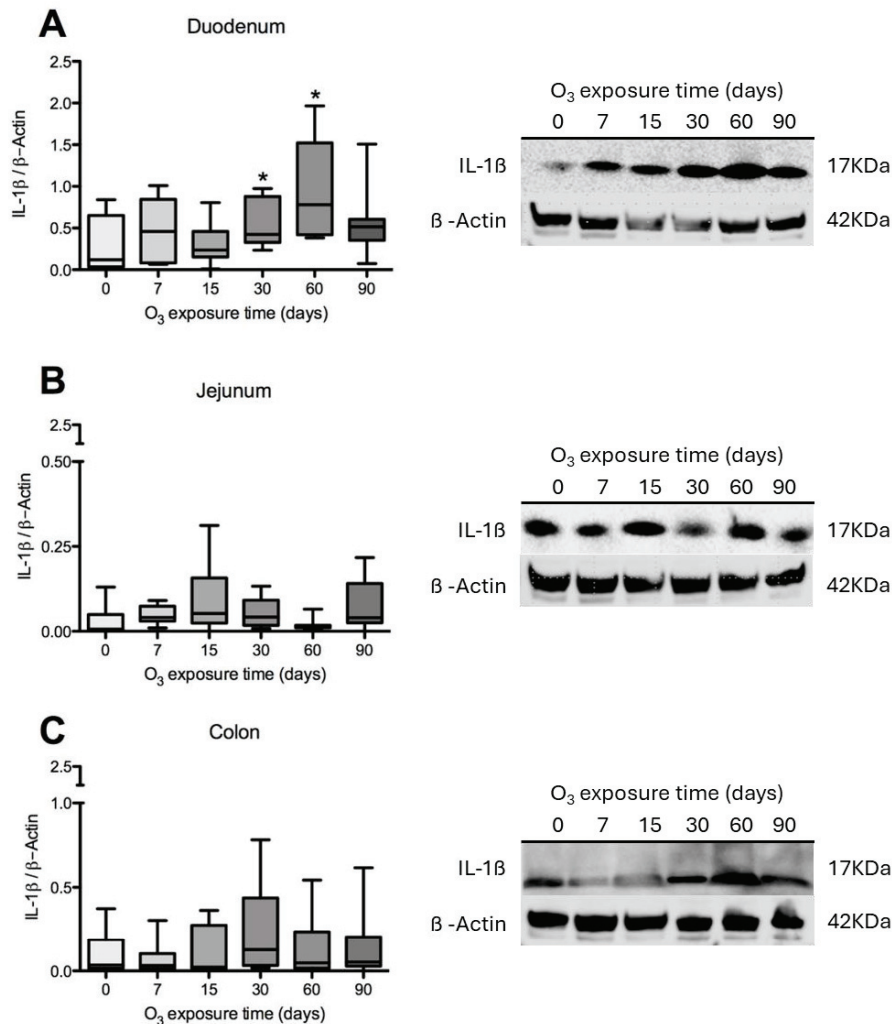 A
Duodenum
2.5
2.0
1.5
1.0
0.5
0.0
IL-1β / β−Actin
*
*
0 7 15 30 60 90
O3 exposure time (days)
O3 exposure time (days)
0 7 15 30 60 90
IL-1ß 17KDa
ß -Actin 42KDa
B
Jejunum
2.5
0.50
0.25
0.00
IL-1β / β−Actin
0 7 15 30 60 90
O3 exposure time (days)
O3 exposure time (days)
0 7 15 30 60 90
IL-1ß 17KDa
ß -Actin 42KDa
C
Colon
2.5
1.0
0.5
0.0
IL-1β / β−Actin
0 7 15 30 60 90
O3 exposure time (days)
O3 exposure time (days)
0 7 15 30 60 90
IL-1ß 17KDa
ß -Actin 42KDa